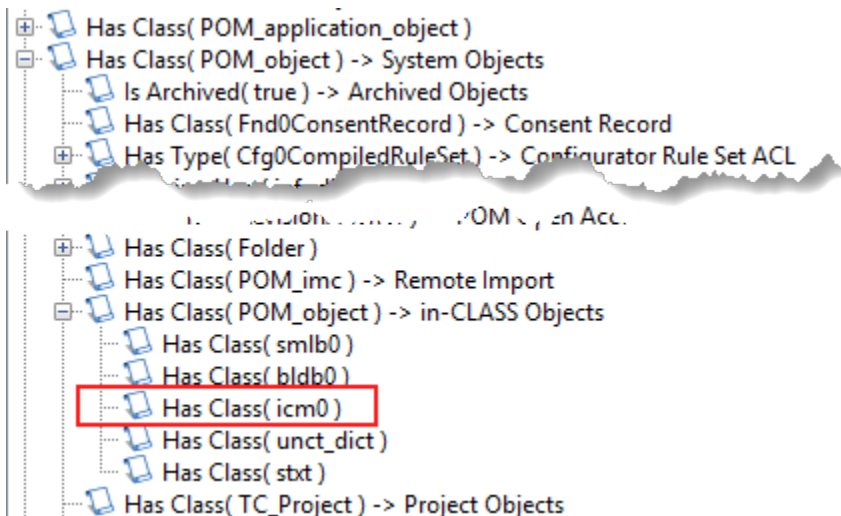 Has Class( POM_application_object )
Has Class( POM_object ) -> System Objects
Is Archived( true ) -> Archived Objects
Has Class( Fnd0ConsentRecord ) -> Consent Record
Has Type( Cfg0CompiledRuleSet ) -> Configurator Rule Set ACL
Has Class( Folder )
Has Class( POM_imc ) -> Remote Import
Has Class( POM_object ) -> in-CLASS Objects
Has Class( smlb0 )
Has Class( bldb0 )
Has Class( icm0 )
Has Class( unct_dict )
Has Class( stxt )
Has Class( TC_Project ) -> Project Objects